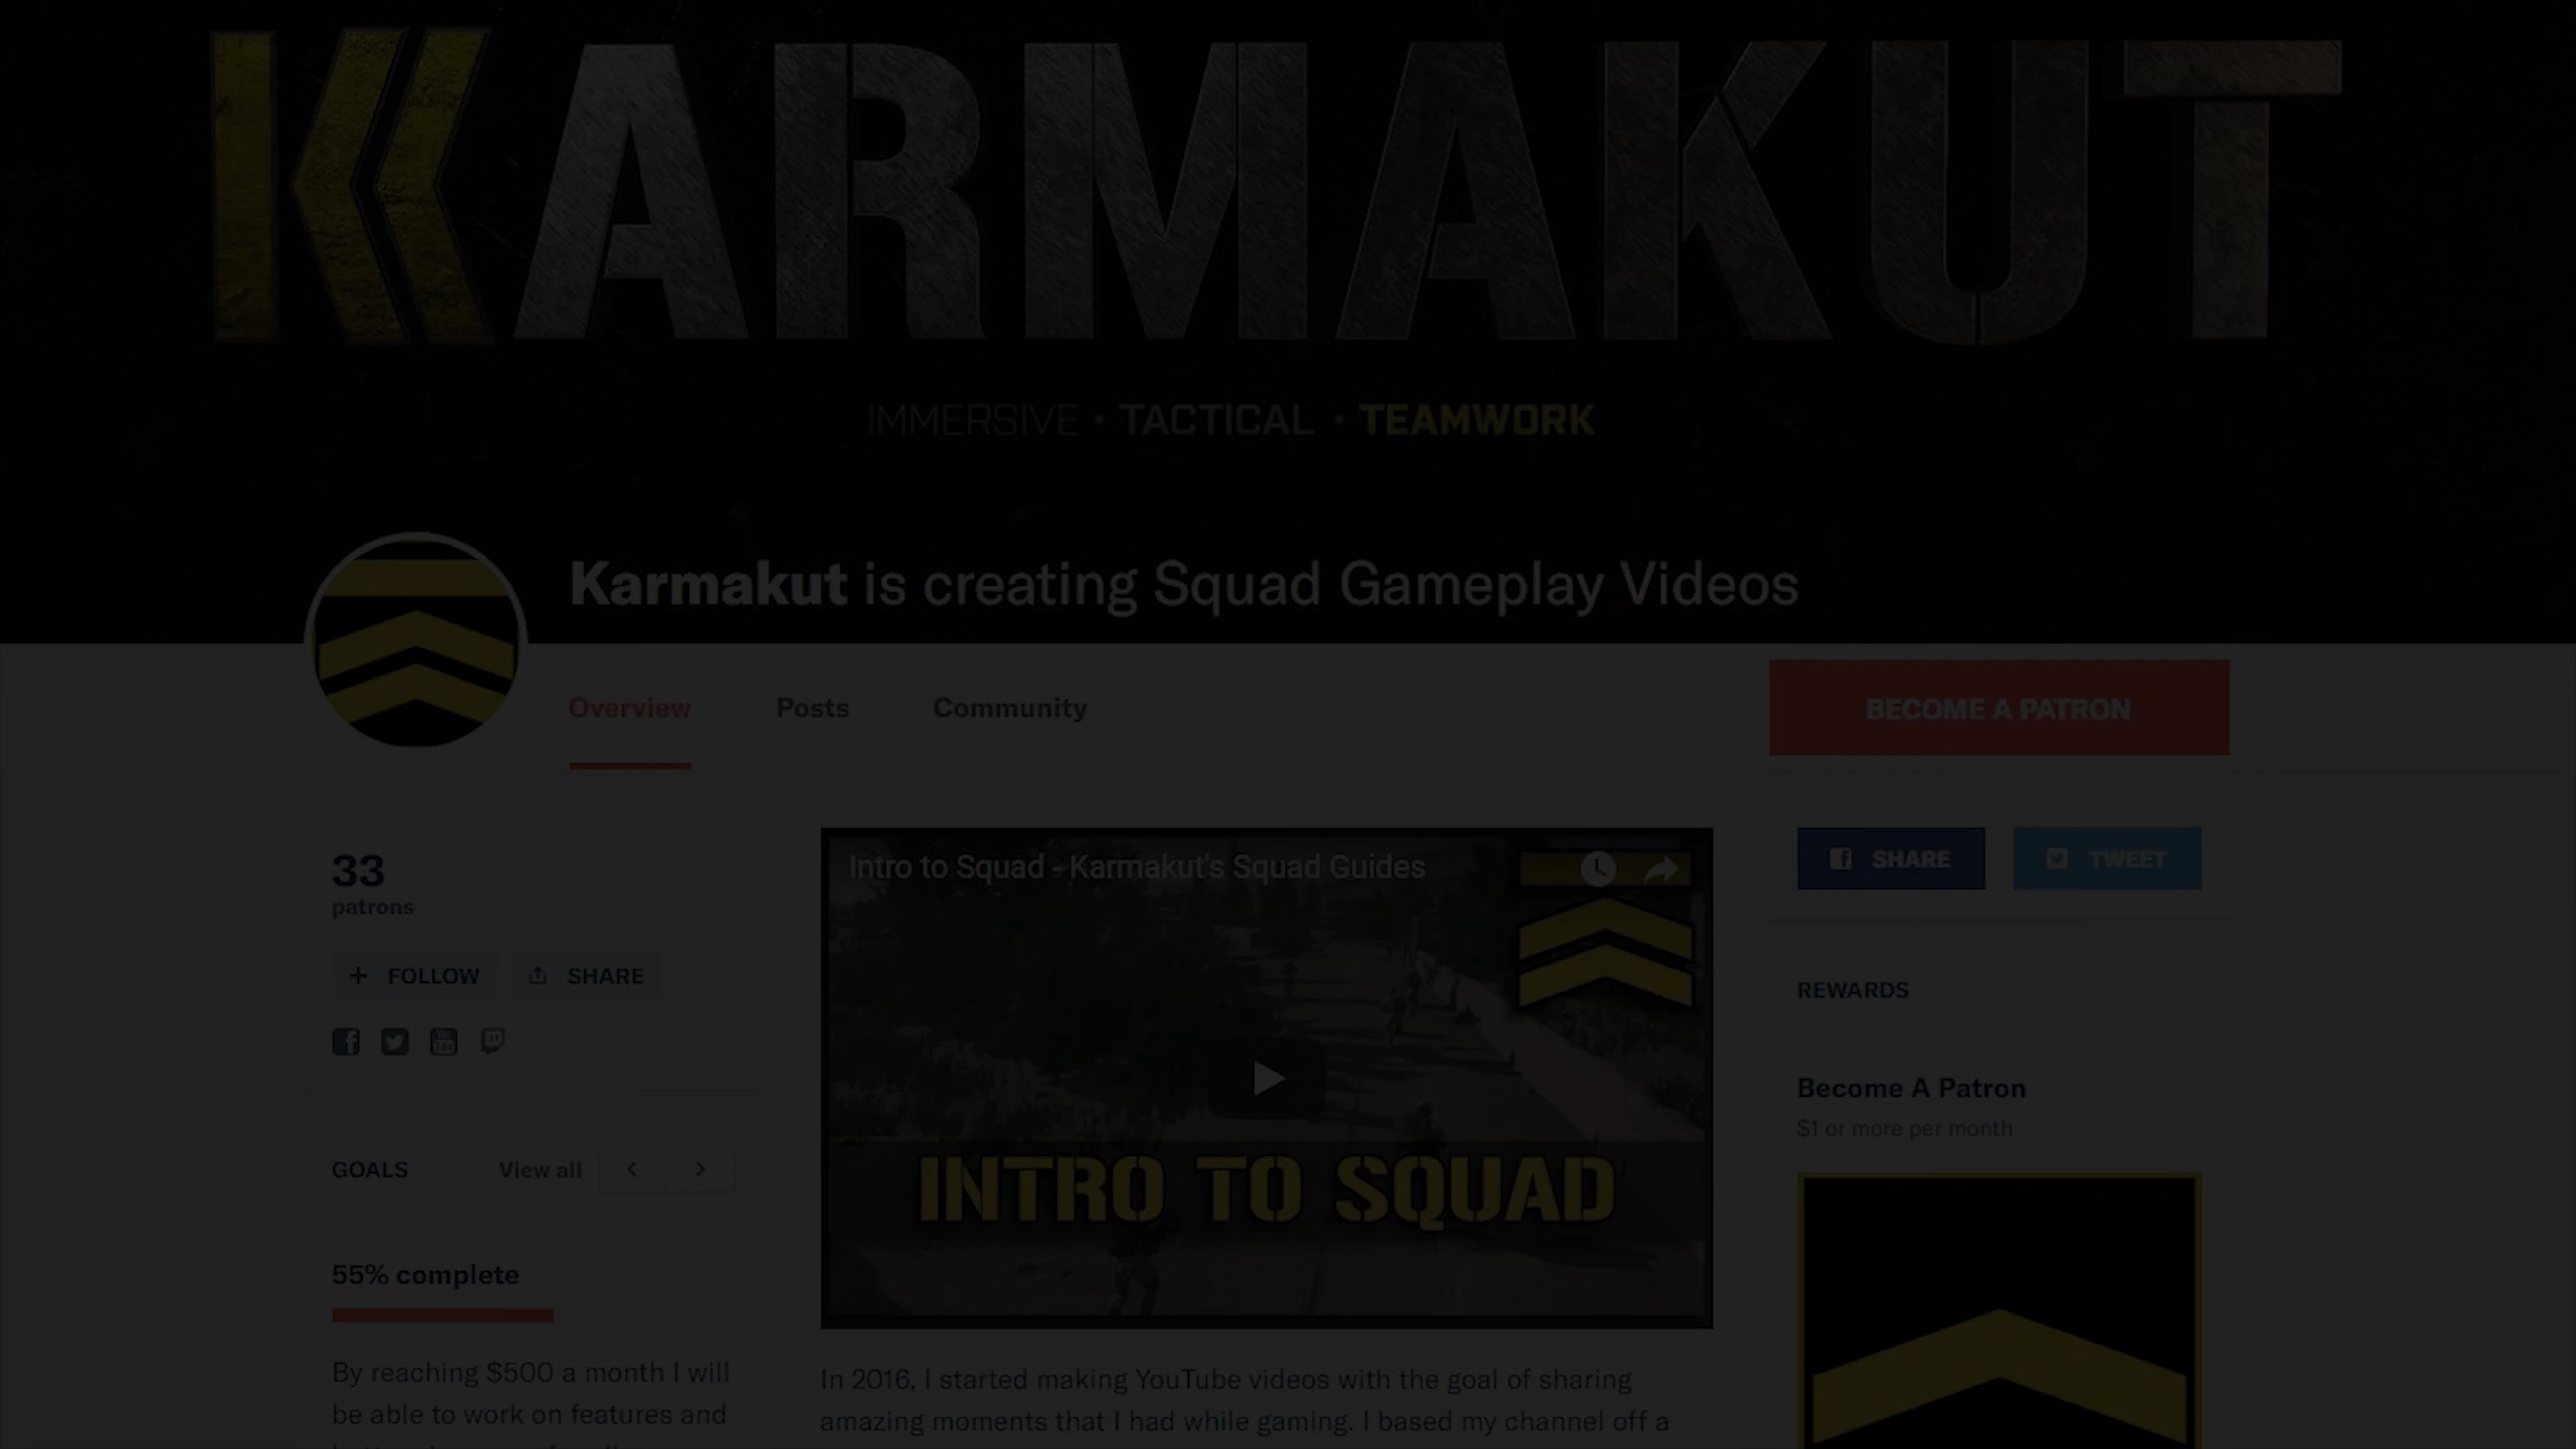 KARMAKUT
IMMERSIVE • TACTICAL • TEAMWORK
Karmakut is creating Squad Gameplay Videos
Overview
Posts
Community
BECOME A PATRON
33
patrons
+ FOLLOW
SHARE
GOALS
View all
55% complete
By reaching $500 a month I will
be able to work on features and
Intro to Squad - Karmakut's Squad Guides
INTRO TO SQUAD
In 2016, I started making YouTube videos with the goal of sharing
amazing moments that I had while gaming. I based my channel off a
SHARE
TWEET
REWARDS
Become A Patron
$1 or more per month